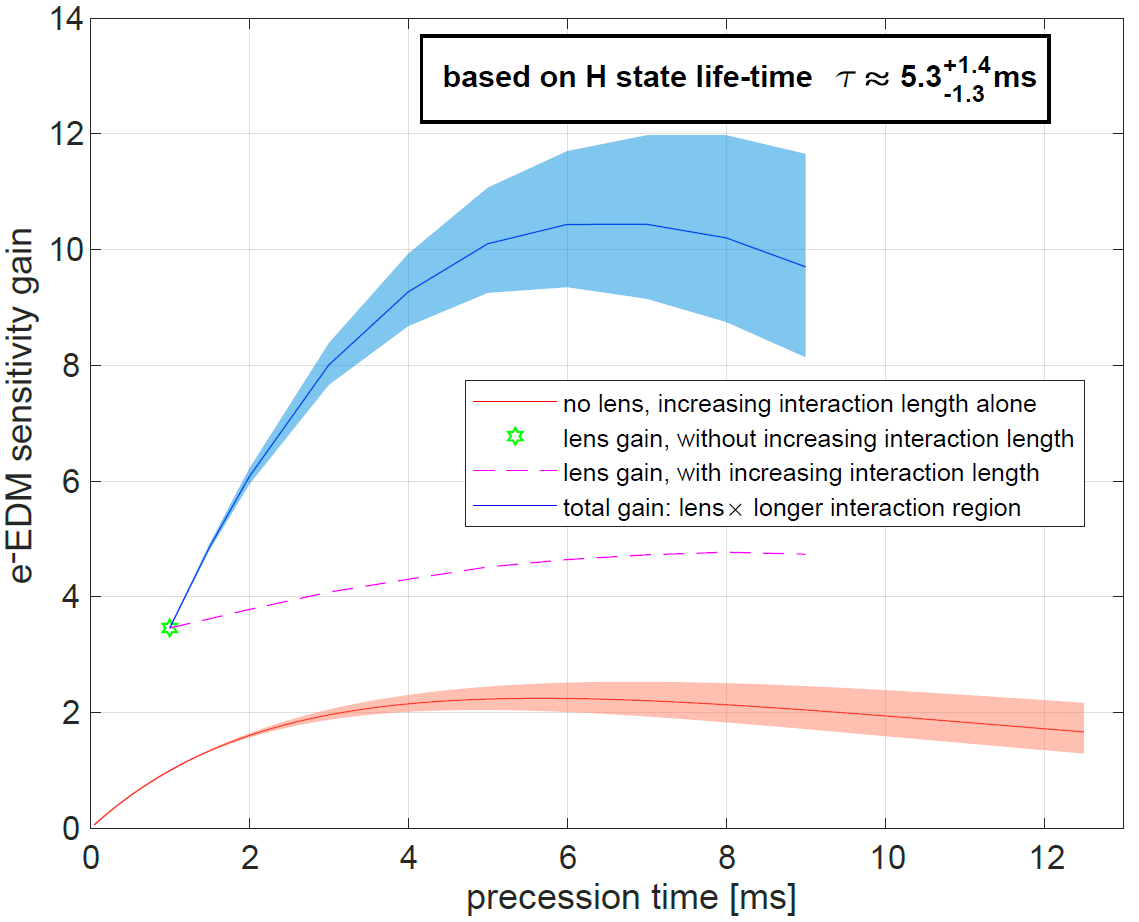 14
12
10
8
6
4
2
0
0 2 4 6 8 10 12
e⁻EDM sensitivity gain
precession time [ms]
based on H state life-time τ ≈ 5.3 +1.4 -1.3 ms
no lens, increasing interaction length alone
lens gain, without increasing interaction length
lens gain, with increasing interaction length
total gain: lens× longer interaction region